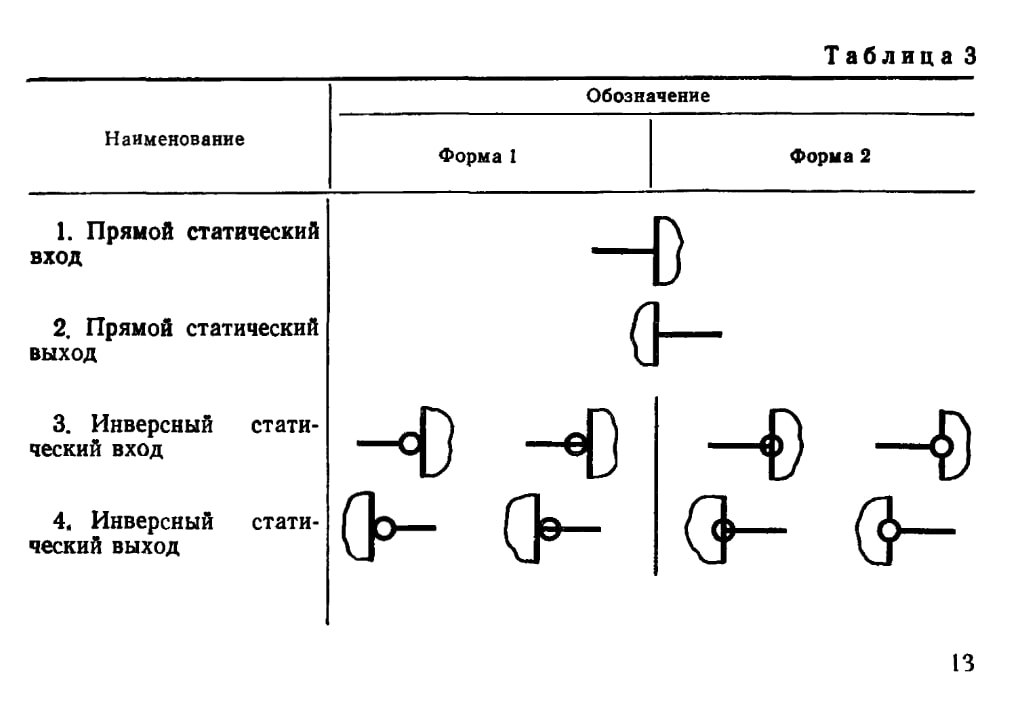 Таблица 3
Обозначение
Наименование
Форма 1
Форма 2
1. Прямой статический
вход
2. Прямой статический
выход
3. Инверсный стати-
ческий вход
4. Инверсный стати-
ческий выход
13